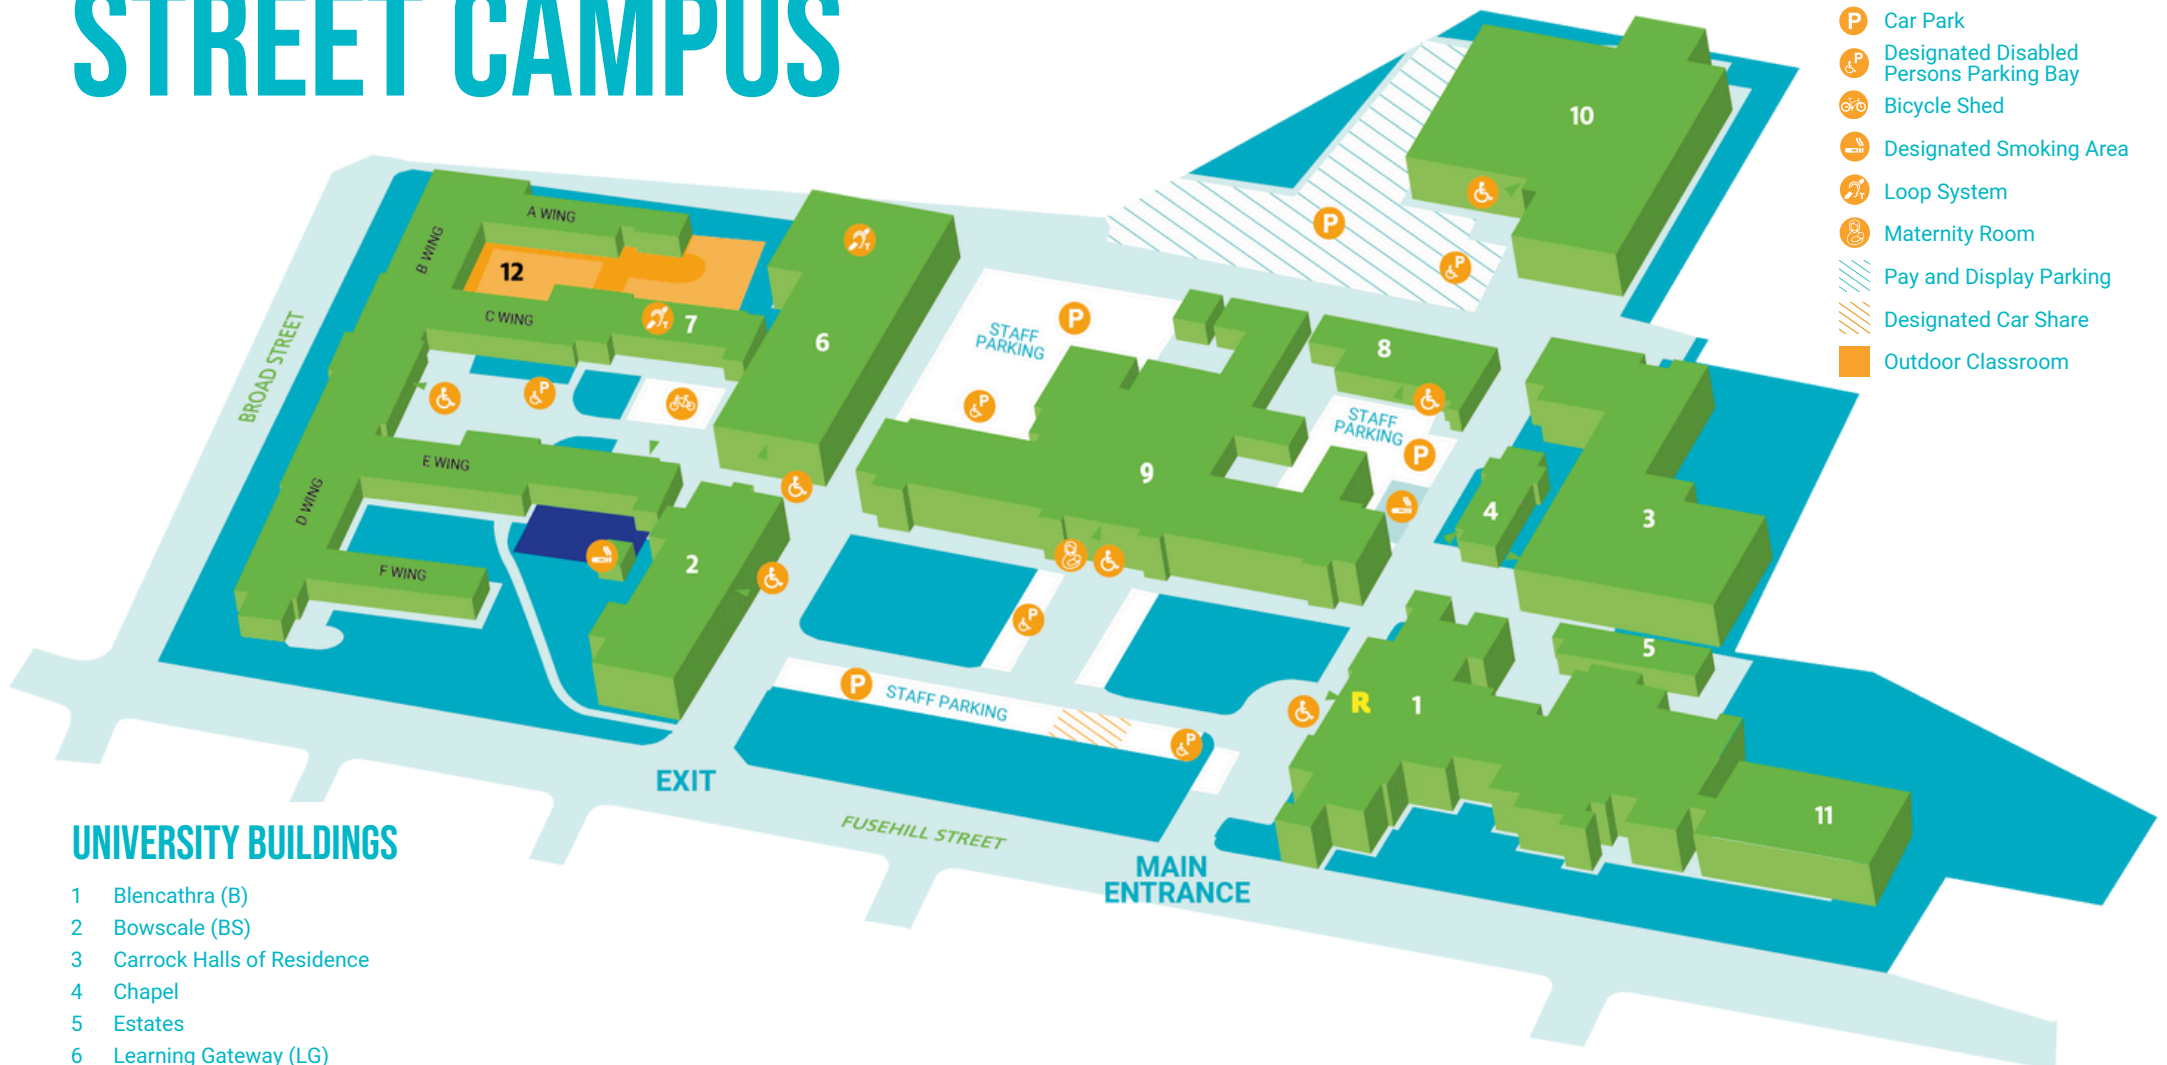 STREET CAMPUS
P Car Park
P Designated Disabled
Persons Parking Bay
Bicycle Shed
Designated Smoking Area
T Loop System
Maternity Room
Pay and Display Parking
Designated Car Share
Outdoor Classroom
10
A WING
B WING
12
C WING
7
6
BROAD STREET
P
P
P
STAFF
PARKING
P
8
STAFF
PARKING
P
P
E WING
D WING
F WING
2
9
4
3
P
5
P
STAFF PARKING
P
R
1
11
EXIT
FUSEHILL STREET
MAIN
ENTRANCE
UNIVERSITY BUILDINGS
1 Blencathra (B)
2 Bowscale (BS)
3 Carrock Halls of Residence
4 Chapel
5 Estates
6 Learning Gateway (LG)